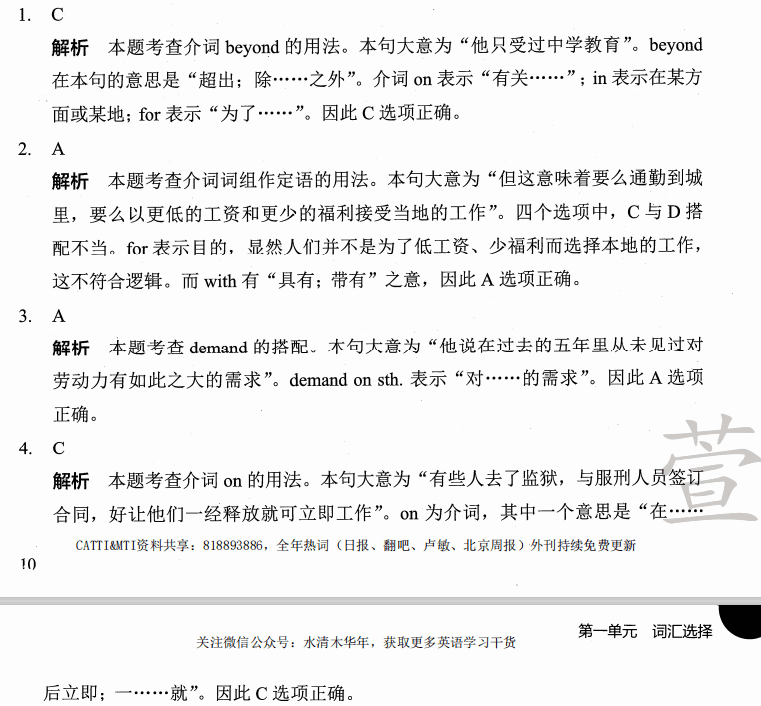 1. C
解析 本题考查介词 beyond 的用法。本句大意为“他只受过中学教育”。beyond
在本句的意思是“超出；除……之外”。介词 on 表示“有关……”；in 表示在某方
面或某地；for 表示“为了……”。因此 C 选项正确。
2. A
解析 本题考查介词词组作定语的用法。本句大意为“但这意味着要么通勤到城
里，要么以更低的工资和更少的福利接受当地的工作”。四个选项中，C 与 D 搭
配不当。for 表示目的，显然人们并不是为了低工资、少福利而选择本地的工作，
这不符合逻辑。而 with 有“具有；带有”之意，因此 A 选项正确。
3. A
解析 本题考查 demand 的搭配。本句大意为“他说在过去的五年里从未见过对
劳动力有如此之大的需求”。demand on sth. 表示“对……的需求”。因此 A 选项
正确。
4. C
解析 本题考查介词 on 的用法。本句大意为“有些人去了监狱，与服刑人员签订
合同，好让他们一经释放就可立即工作”。on 为介词，其中一个意思是“在……
萱
CATTI&MTI资料共享：818893886，全年热词（日报、翻吧、卢敏、北京周报）外刊持续免费更新
10
关注微信公众号：水清木华年，获取更多英语学习干货
第一单元 词汇选择
后立即；一……就”。因此 C 选项正确。